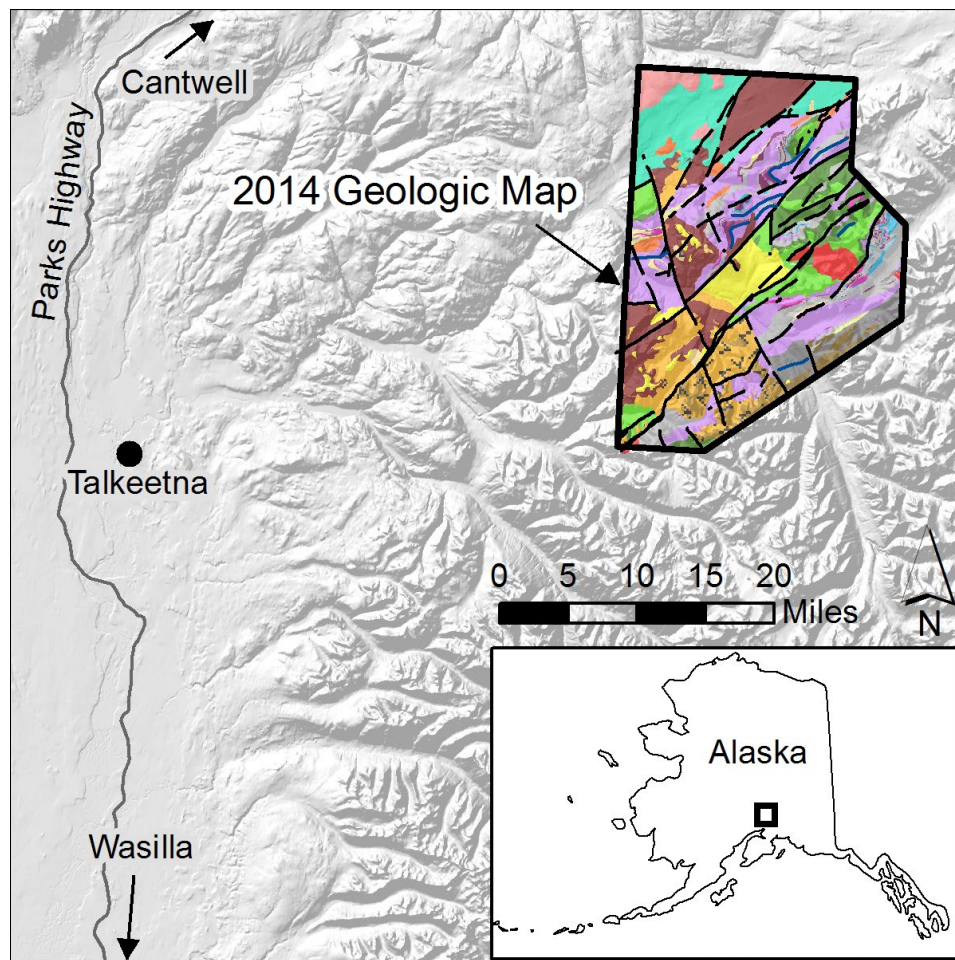 Cantwell
Parks Highway
2014 Geologic Map
Talkeetna
0 5 10 15 20
Miles
N
Alaska
Wasilla